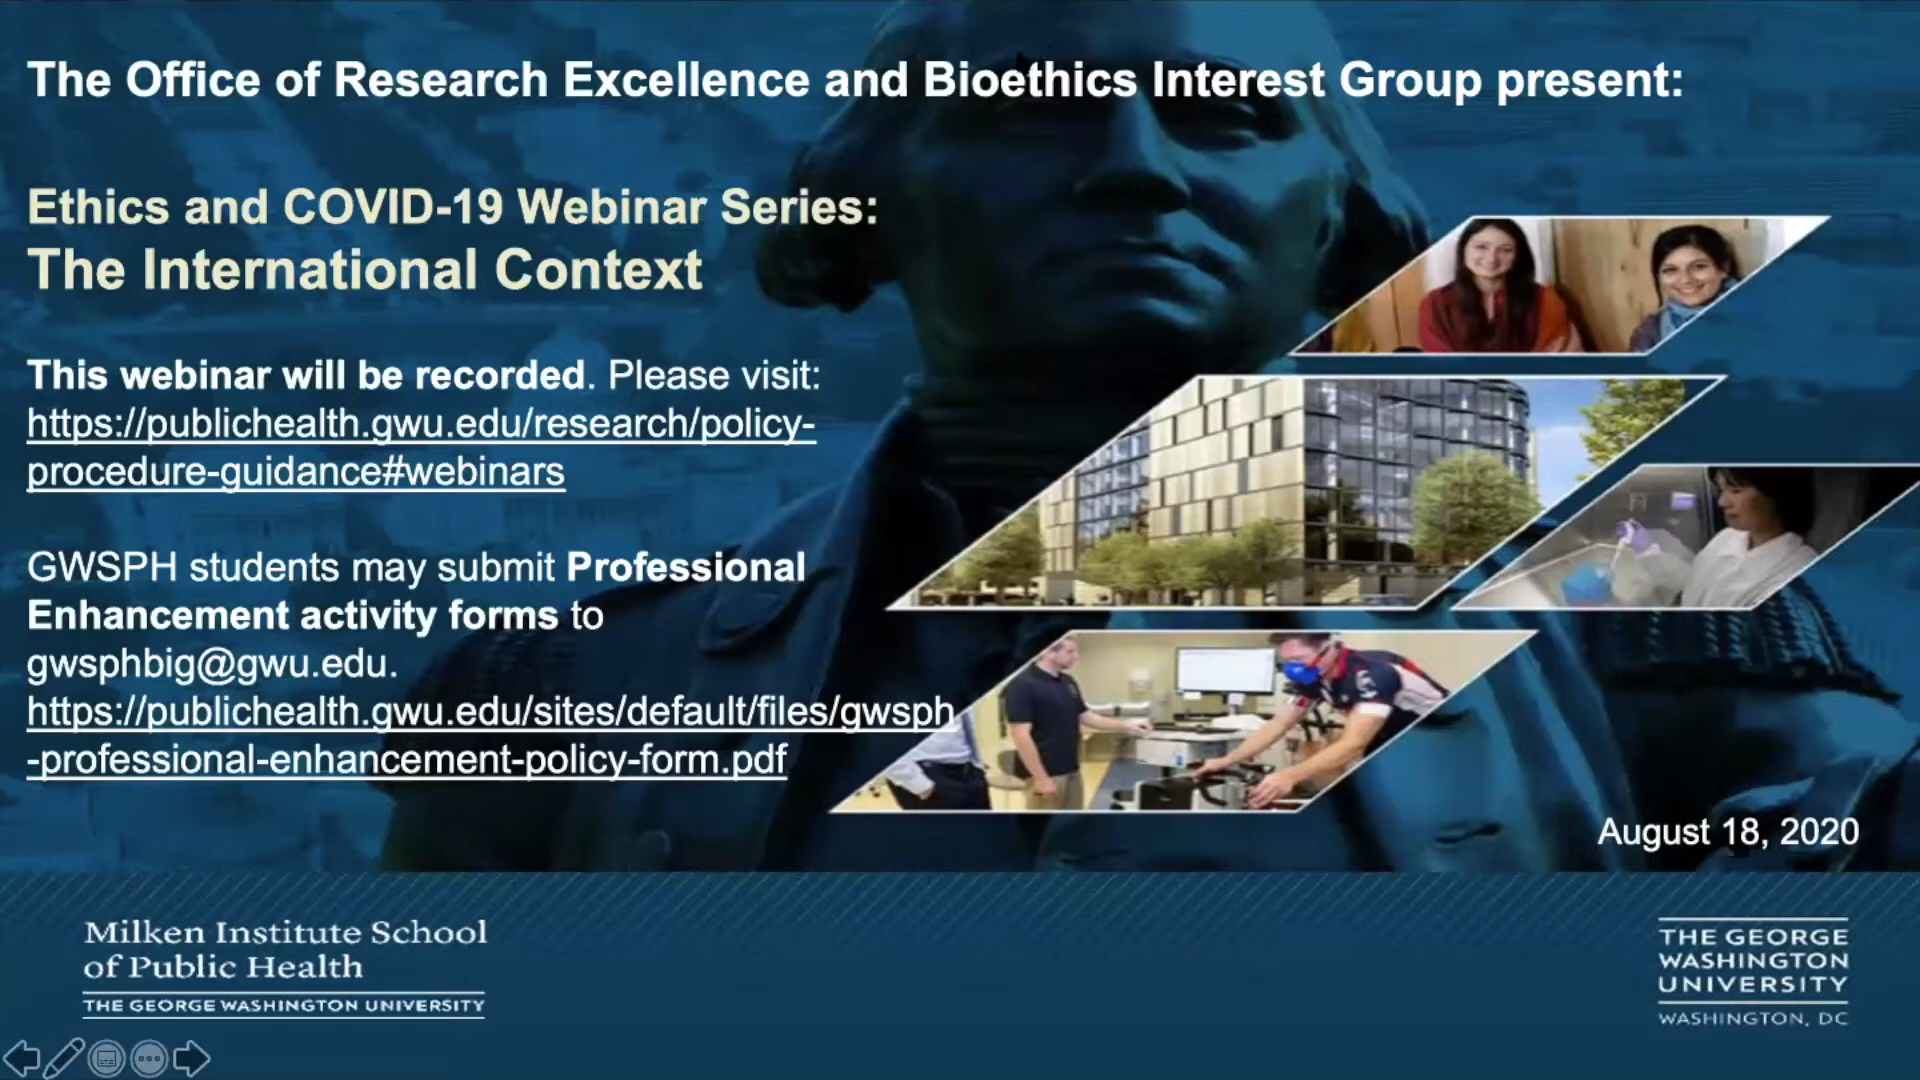 The Office of Research Excellence and Bioethics Interest Group present:
Ethics and COVID-19 Webinar Series:
The International Context
This webinar will be recorded. Please visit:
https://publichealth.gwu.edu/research/policy-
procedure-guidance#webinars
GWSPH students may submit Professional
Enhancement activity forms to
gwsphbig@gwu.edu.
https://publichealth.gwu.edu/sites/default/files/gwsph
-professional-enhancement-policy-form.pdf
August 18, 2020
Milken Institute School
of Public Health
THE GEORGE WASHINGTON UNIVERSITY
THE GEORGE
WASHINGTON
UNIVERSITY
WASHINGTON, DC